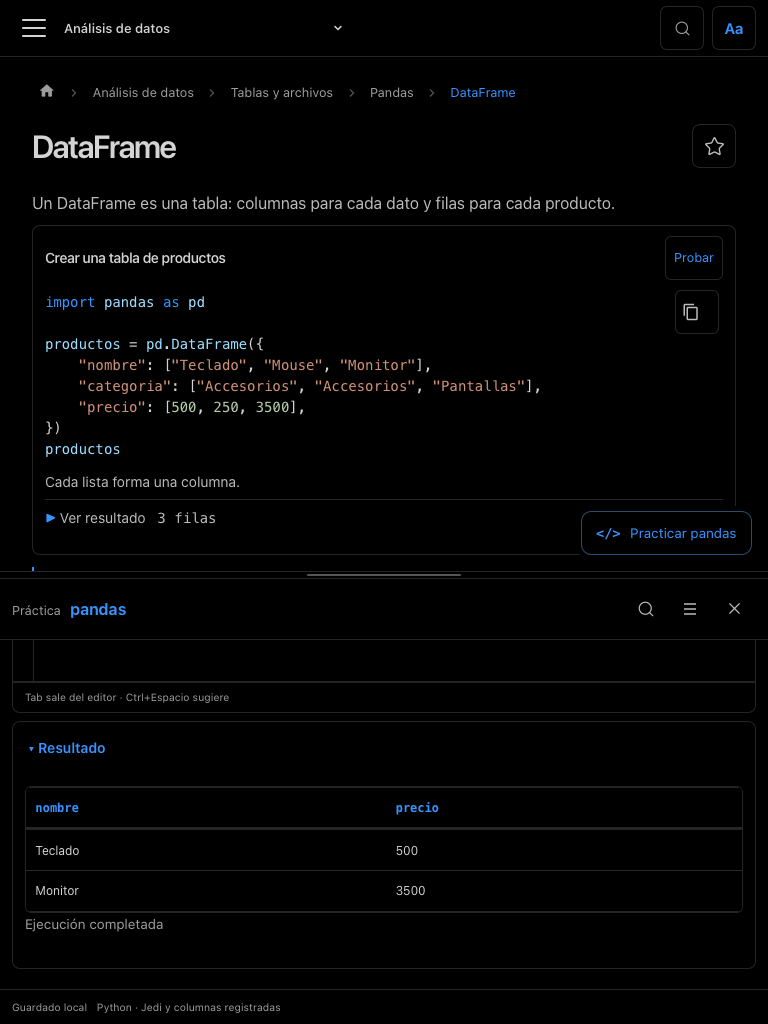 Análisis de datos
Aa
Análisis de datos > Tablas y archivos > Pandas > DataFrame
DataFrame
Un DataFrame es una tabla: columnas para cada dato y filas para cada producto.
Crear una tabla de productos
Probar
import pandas as pd
productos = pd.DataFrame({
    "nombre": ["Teclado", "Mouse", "Monitor"],
    "categoria": ["Accesorios", "Accesorios", "Pantallas"],
    "precio": [500, 250, 3500],
})
productos
Cada lista forma una columna.
Ver resultado 3 filas
</> Practicar pandas
Práctica pandas
Tab sale del editor · Ctrl+Espacio sugiere
Resultado
nombre precio
Teclado 500
Monitor 3500
Ejecución completada
Guardado local Python · Jedi y columnas registradas